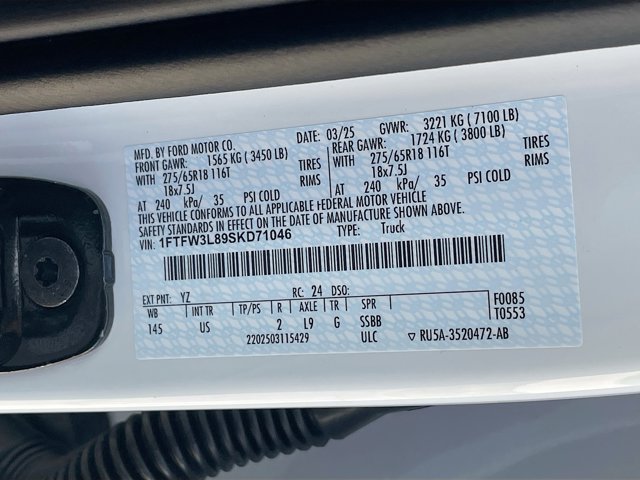 MFD. BY FORD MOTOR CO. DATE: 03/25 GVWR: 3221 KG (7100 LB)
FRONT GAWR: 1565 KG (3450 LB) REAR GAWR: 1724 KG (3800 LB)
WITH 275/65R18 116T TIRES WITH 275/65R18 116T TIRES
18x7.5J RIMS 18x7.5J RIMS
AT 240 kPa/ 35 PSI COLD AT 240 kPa/ 35 PSI COLD
THIS VEHICLE CONFORMS TO ALL APPLICABLE FEDERAL MOTOR VEHICLE
SAFETY STANDARDS IN EFFECT ON THE DATE OF MANUFACTURE SHOWN ABOVE.
VIN: 1FTFW3L89SKD71046 TYPE: Truck
EXT PNT: YZ RC: 24 DSO: F0085
WB INT TR TP/PS R AXLE TR SPR T0553
145 US 2 L9 G SSBB
2202503115429 ULC ▽ RU5A-3520472-AB